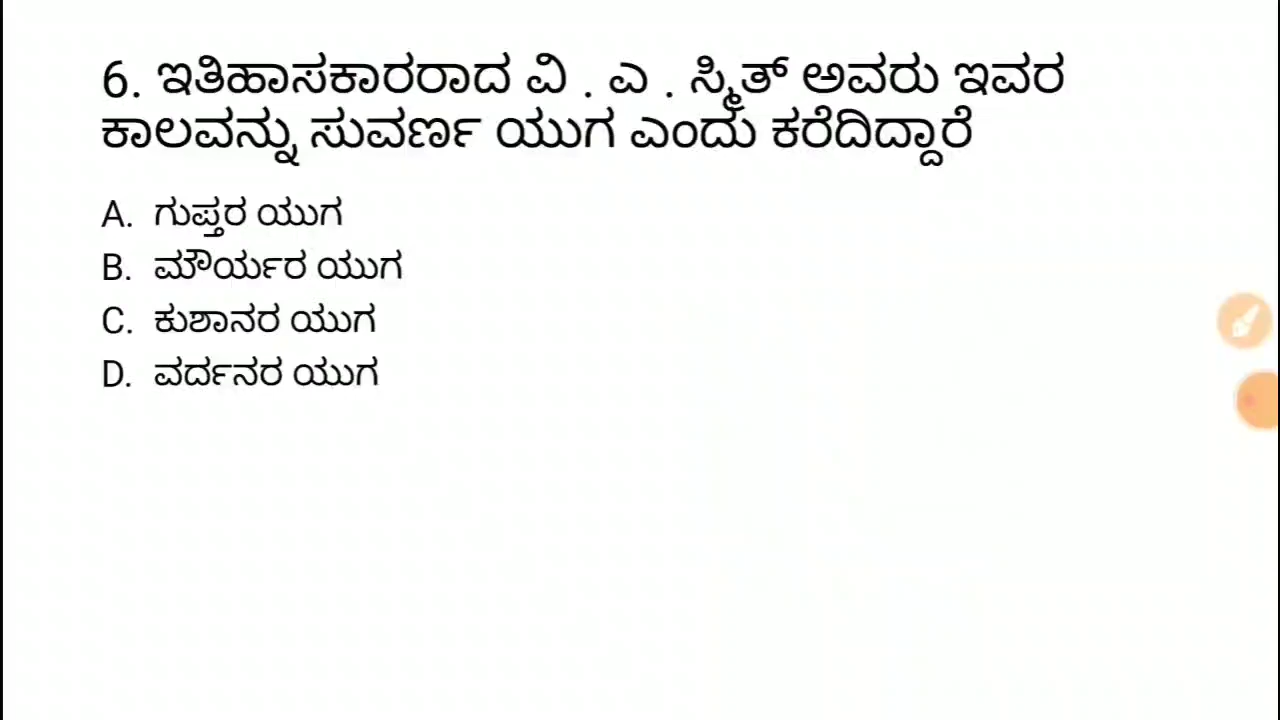 6. ಇತಿಹಾಸಕಾರರಾದ ವಿ . ಎ . ಸ್ಮಿತ್ ಅವರು ಇವರ
ಕಾಲವನ್ನು ಸುವರ್ಣ ಯುಗ ಎಂದು ಕರೆದಿದ್ದಾರೆ
A. ಗುಪ್ತರ ಯುಗ
B. ಮೌರ್ಯರ ಯುಗ
C. ಕುಶಾನರ ಯುಗ
D. ವರ್ದನರ ಯುಗ